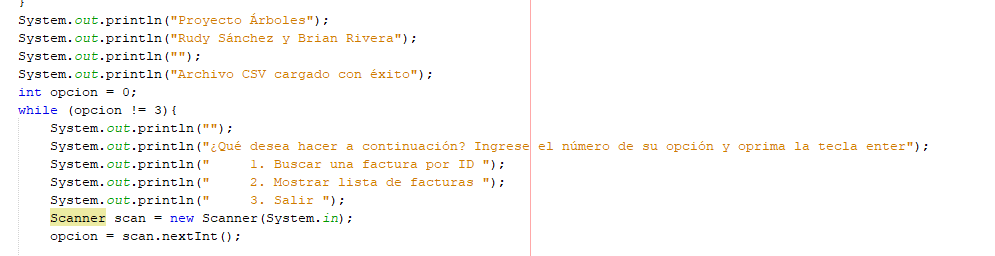 }
System.out.println("Proyecto Árboles");
System.out.println("Rudy Sánchez y Brian Rivera");
System.out.println("");
System.out.println("Archivo CSV cargado con éxito");
int opcion = 0;
while (opcion != 3){
System.out.println("");
System.out.println("¿Qué desea hacer a continuación? Ingrese el número de su opción y oprima la tecla enter");
System.out.println("     1. Buscar una factura por ID ");
System.out.println("     2. Mostrar lista de facturas ");
System.out.println("     3. Salir ");
Scanner scan = new Scanner(System.in);
opcion = scan.nextInt();